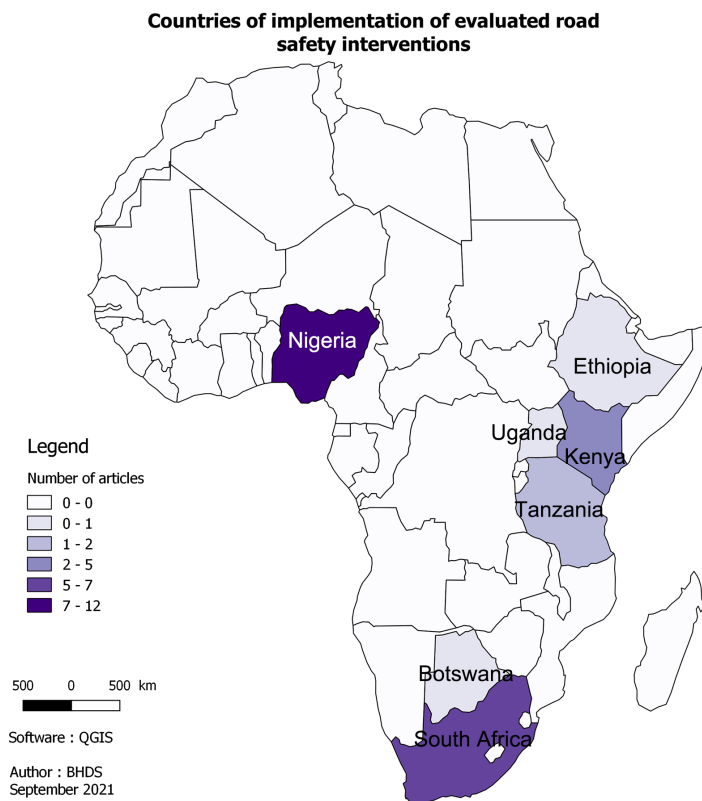 Countries of implementation of evaluated road
safety interventions
Nigeria
Ethiopia
Uganda
Kenya
Tanzania
Botswana
South Africa
Legend
Number of articles
0 - 0
0 - 1
1 - 2
2 - 5
5 - 7
7 - 12
500 0 500 km
Software : QGIS
Author : BHDS
September 2021